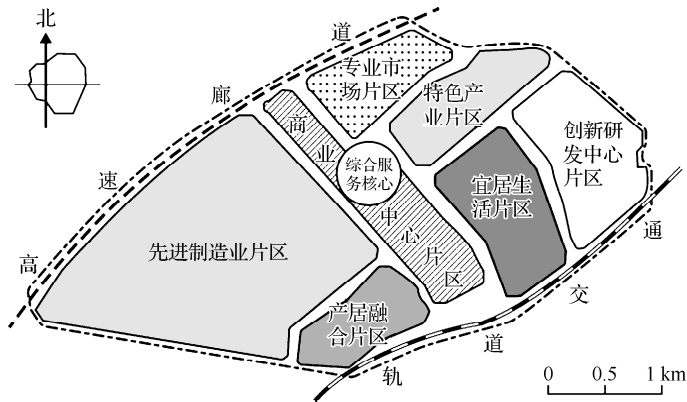 北
高速廊道
专业市
场片区
特色产
业片区
创新研
发中心
片区
商业中心片区
综合服
务核心
宜居生
活片区
先进制造业片区
产居融
合片区
轨道交通
0 0.5 1 km